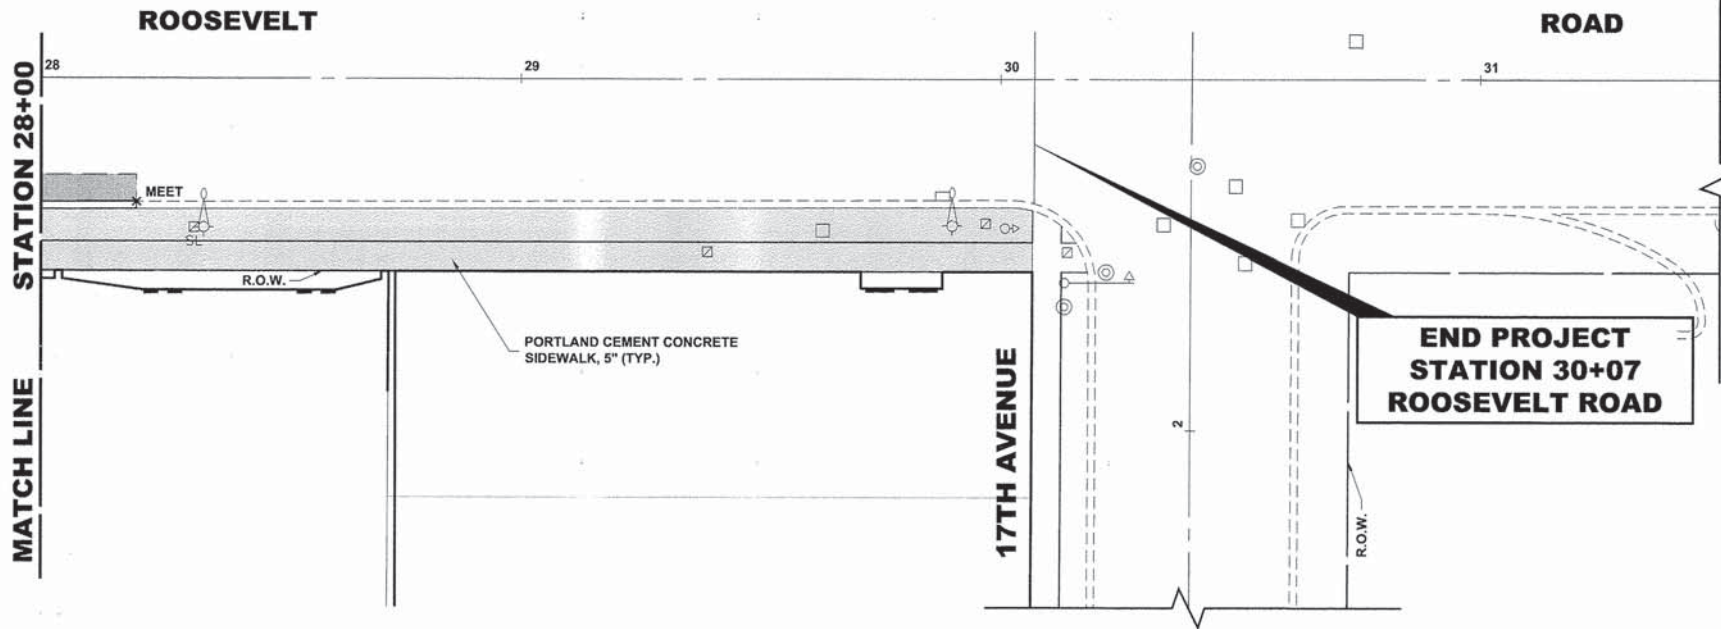 ROOSEVELT
ROAD
28
29
30
31
STATION 28+00
MATCH LINE
MEET
SL
R.O.W.
PORTLAND CEMENT CONCRETE
SIDEWALK, 5" (TYP.)
17TH AVENUE
2
END PROJECT
STATION 30+07
ROOSEVELT ROAD
R.O.W.